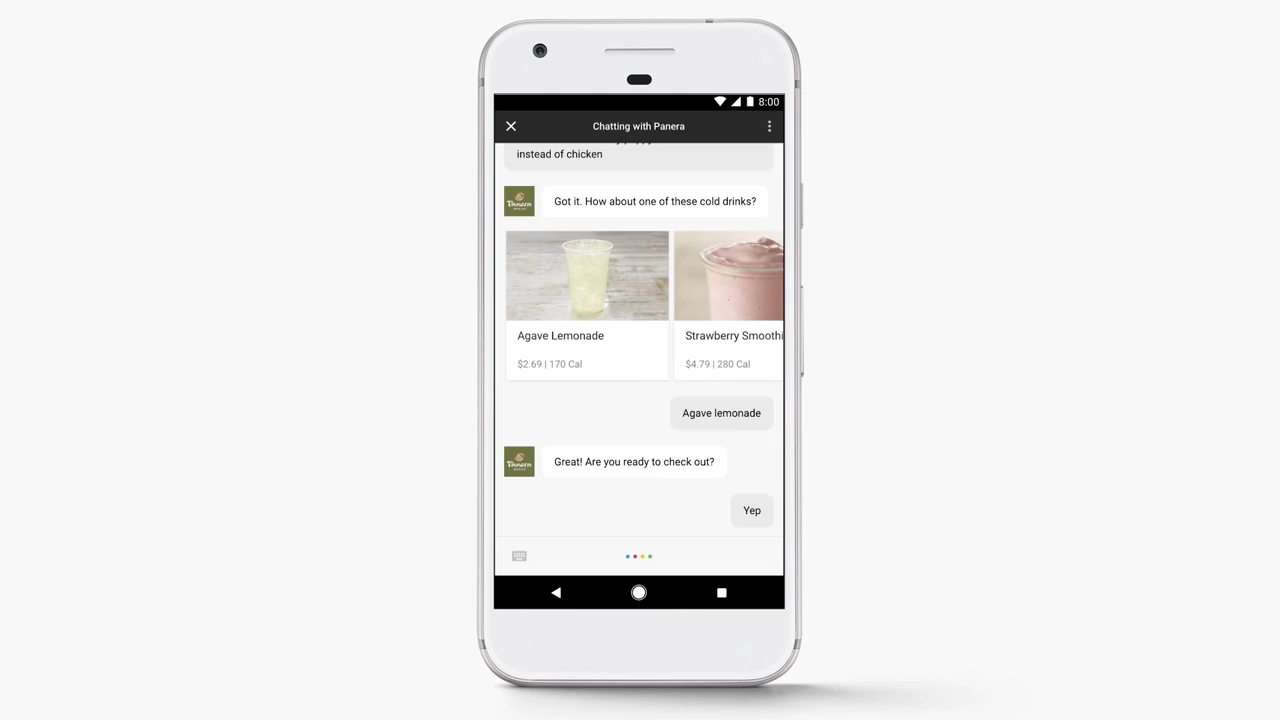 8:00
Chatting with Panera
instead of chicken
Panera
Got it. How about one of these cold drinks?
Agave Lemonade
Strawberry Smoothi
$2.69 | 170 Cal
$4.79 | 280 Cal
Agave lemonade
Panera
Great! Are you ready to check out?
Yep